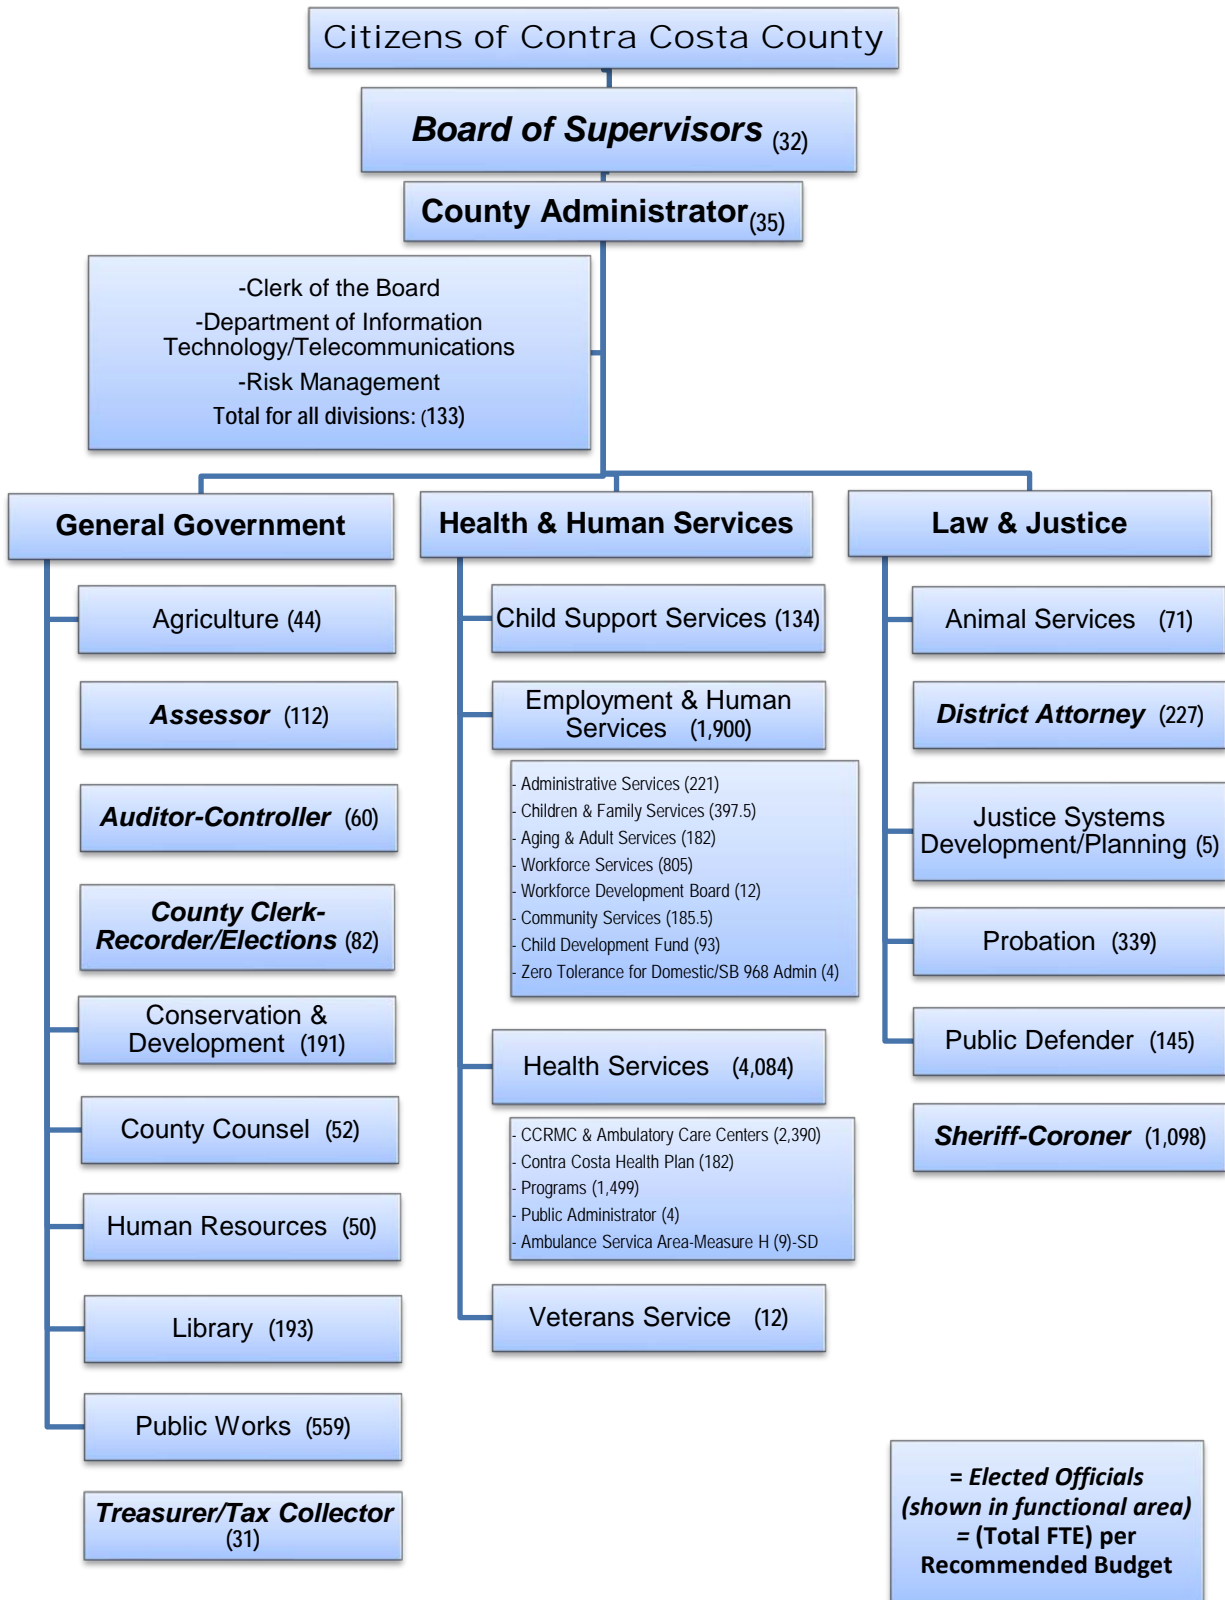 Citizens of Contra Costa County
Board of Supervisors (32)
County Administrator(35)
-Clerk of the Board
-Department of Information
Technology/Telecommunications
-Risk Management
Total for all divisions: (133)
General Government
Agriculture (44)
Assessor (112)
Auditor-Controller (60)
County Clerk-
Recorder/Elections (82)
Conservation &
Development (191)
County Counsel (52)
Human Resources (50)
Library (193)
Public Works (559)
Treasurer/Tax Collector
(31)
Health & Human Services
Child Support Services (134)
Employment & Human
Services (1,900)
- Administrative Services (221)
- Children & Family Services (397.5)
- Aging & Adult Services (182)
- Workforce Services (805)
- Workforce Development Board (12)
- Community Services (185.5)
- Child Development Fund (93)
- Zero Tolerance for Domestic/SB 968 Admin (4)
Health Services (4,084)
- CCRMC & Ambulatory Care Centers (2,390)
- Contra Costa Health Plan (182)
- Programs (1,499)
- Public Administrator (4)
- Ambulance Servica Area-Measure H (9)-SD
Veterans Service (12)
Law & Justice
Animal Services (71)
District Attorney (227)
Justice Systems
Development/Planning (5)
Probation (339)
Public Defender (145)
Sheriff-Coroner (1,098)
= Elected Officials
(shown in functional area)
= (Total FTE) per
Recommended Budget